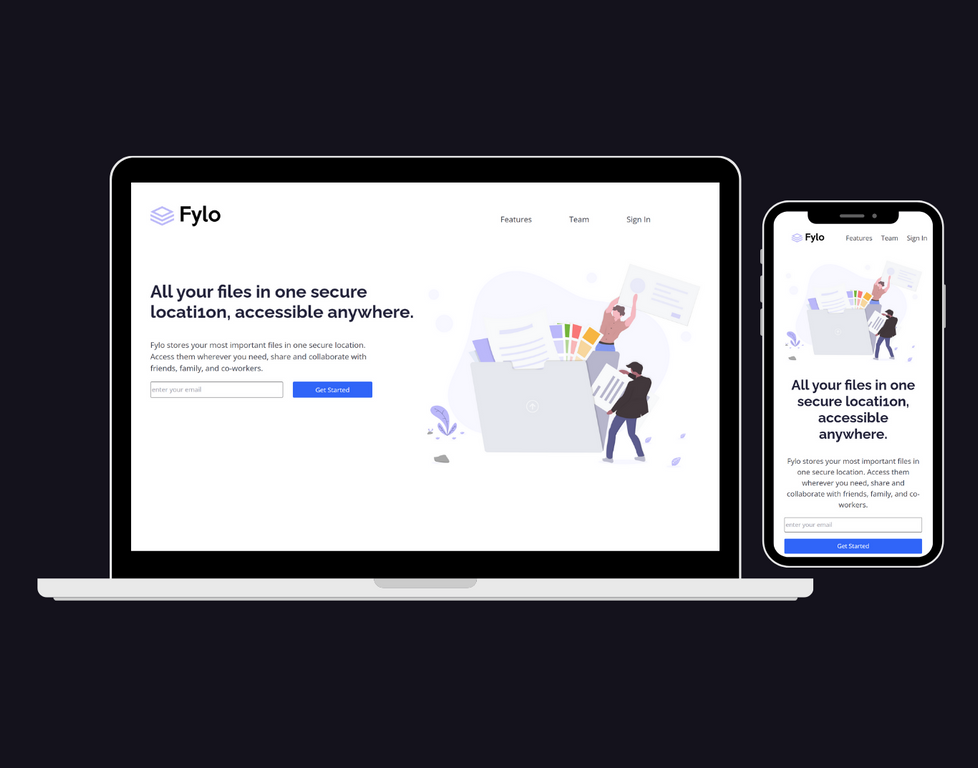 Fylo
Features Team Sign In
All your files in one secure
locati1on, accessible anywhere.
Fylo stores your most important files in one secure location.
Access them wherever you need, share and collaborate with
friends, family, and co-workers.
enter your email Get Started
Fylo Features Team Sign In
All your files in one
secure locati1on,
accessible
anywhere.
Fylo stores your most important files in
one secure location. Access them
wherever you need, share and
collaborate with friends, family, and co-
workers.
enter your email
Get Started